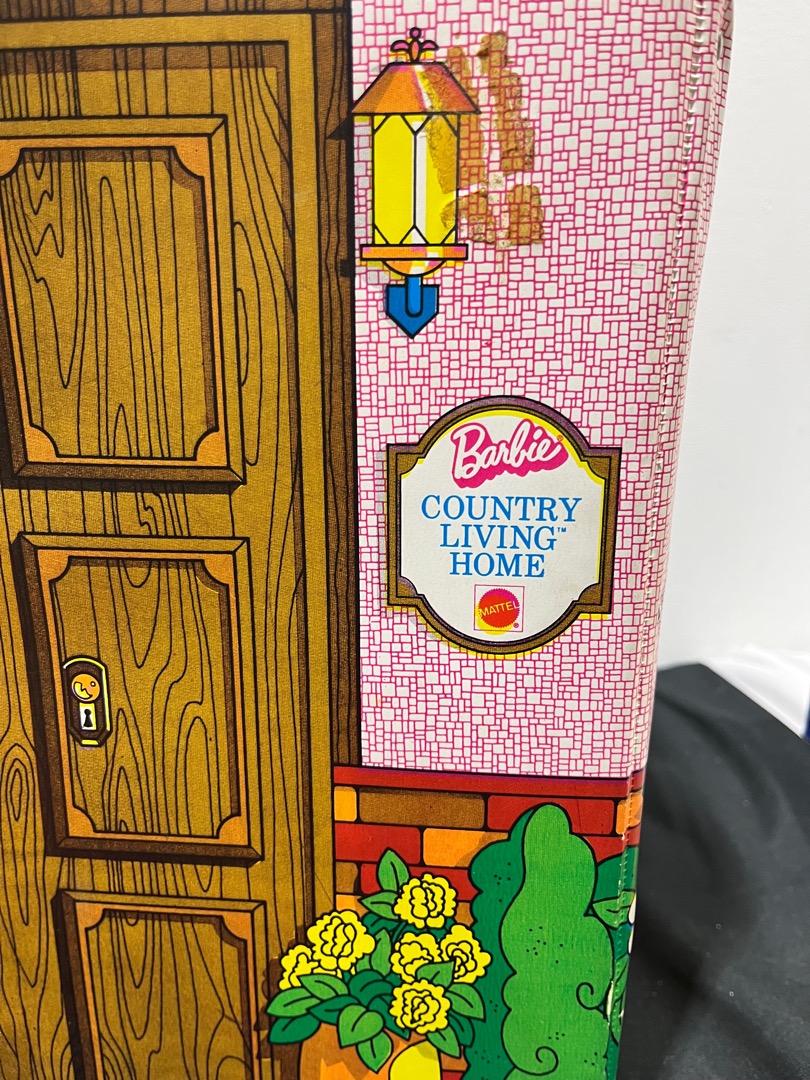 Barbie®
COUNTRY
LIVING™
HOME
MATTEL
®